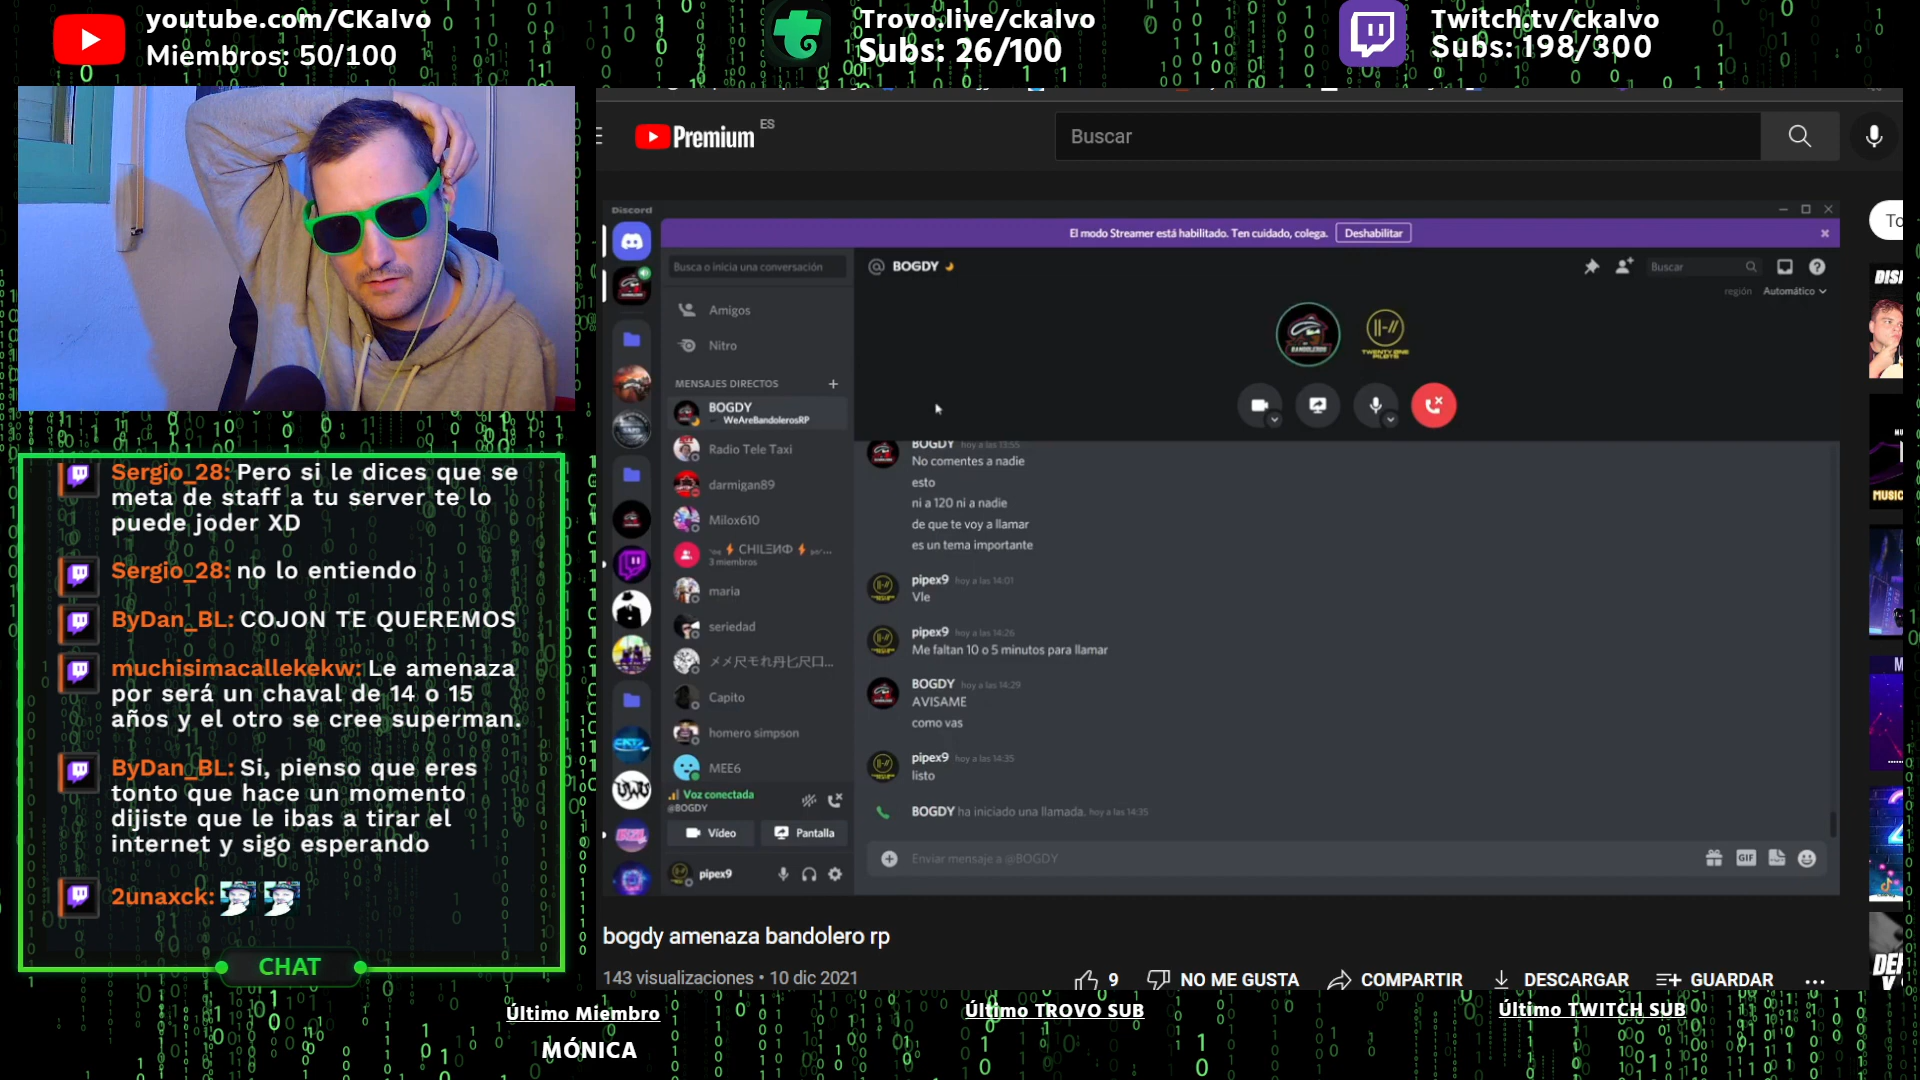 youtube.com/CKalvo
Miembros: 50/100
Trovo.live/ckalvo
Subs: 26/100
Twitch.tv/ckalvo
Subs: 198/300
Premium ES
Buscar
Discord
El modo Streamer está habilitado. Ten cuidado, colega. Deshabilitar
Busca o inicia una conversación
@ BOGDY
Buscar
región Automático
Amigos
Nitro
MENSAJES DIRECTOS +
BOGDY
WeAreBandolerosRP
Radio Tele Taxi
darmigan89
Milox610
3 miembros
maria
seriedad
Capito
homero simpson
MEE6
Voz conectada
@BOGDY
Vídeo Pantalla
pipex9
TWENTY ONE
PILOTS
BOGDY hoy a las 13:55
No comentes a nadie
esto
ni a 120 ni a nadie
de que te voy a llamar
es un tema importante
pipex9 hoy a las 14:01
Vle
pipex9 hoy a las 14:26
Me faltan 10 o 5 minutos para llamar
BOGDY hoy a las 14:29
AVISAME
como vas
pipex9 hoy a las 14:35
listo
BOGDY ha iniciado una llamada. hoy a las 14:35
Enviar mensaje a @BOGDY
GIF
bogdy amenaza bandolero rp
143 visualizaciones • 10 dic 2021
9 NO ME GUSTA COMPARTIR DESCARGAR GUARDAR ...
Sergio_28: Pero si le dices que se
meta de staff a tu server te lo
puede joder XD
Sergio_28: no lo entiendo
ByDan_BL: COJON TE QUEREMOS
muchisimacallekekw: Le amenaza
por será un chaval de 14 o 15
años y el otro se cree superman.
ByDan_BL: Si, pienso que eres
tonto que hace un momento
dijiste que le ibas a tirar el
internet y sigo esperando
2unaxck:
CHAT
Último Miembro
MÓNICA
Último TROVO SUB
Último TWITCH SUB